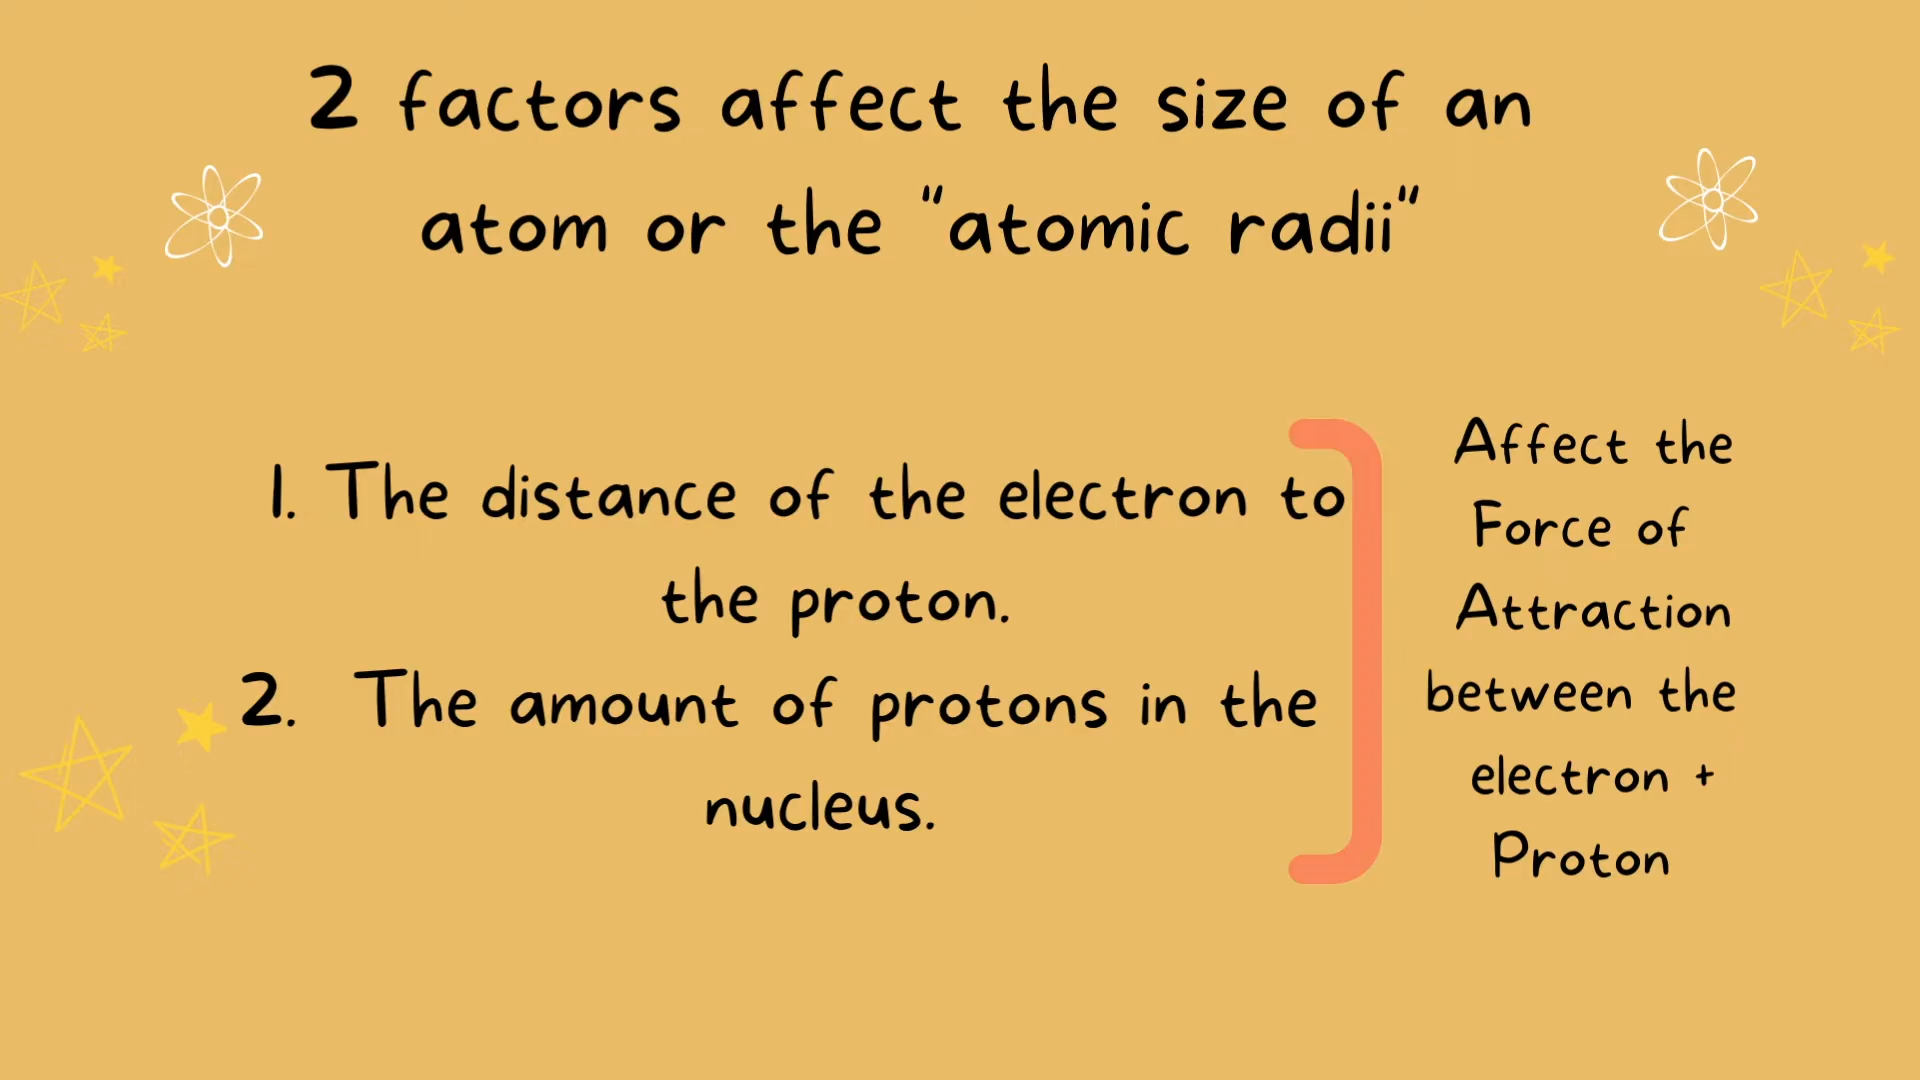 2 factors affect the size of an
atom or the "atomic radii"
1. The distance of the electron to
the proton.
2. The amount of protons in the
nucleus.
Affect the
Force of
Attraction
between the
electron +
Proton